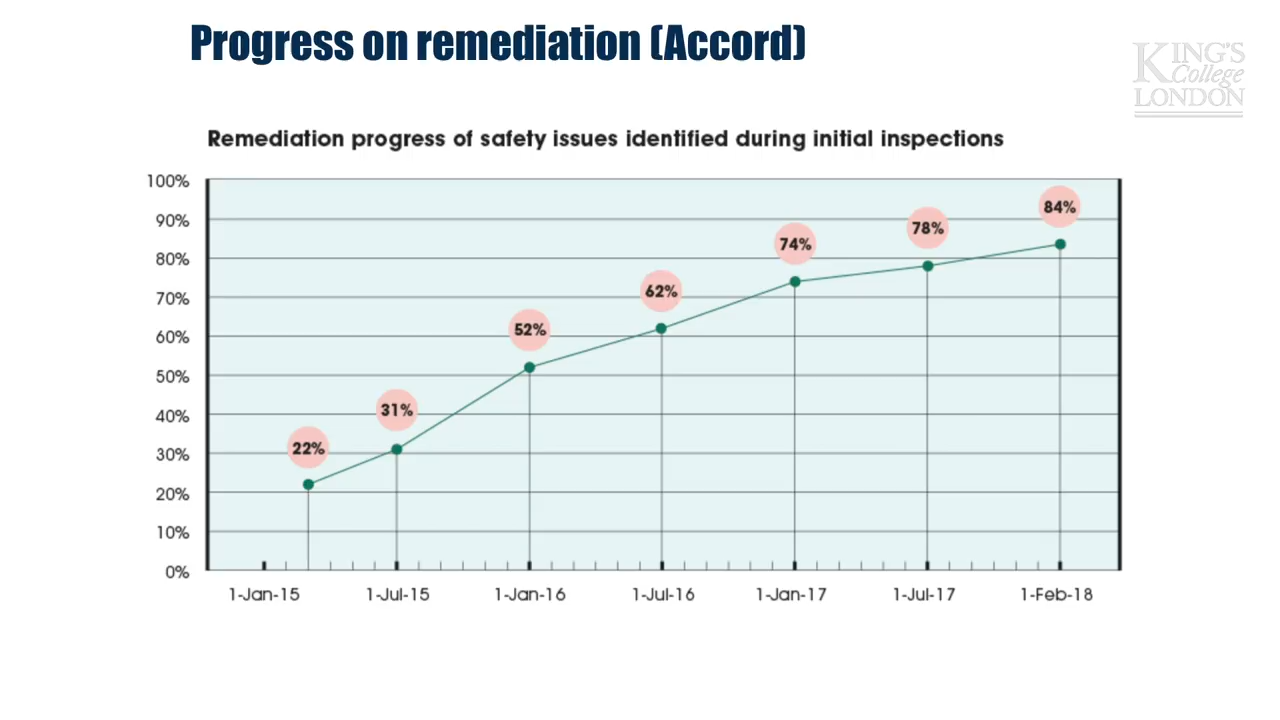 Progress on remediation (Accord)
KING'S
College
LONDON
Remediation progress of safety issues identified during initial inspections
100%
90%
80%
70%
60%
50%
40%
30%
20%
10%
0%
22%
31%
52%
62%
74%
78%
84%
1-Jan-15
1-Jul-15
1-Jan-16
1-Jul-16
1-Jan-17
1-Jul-17
1-Feb-18